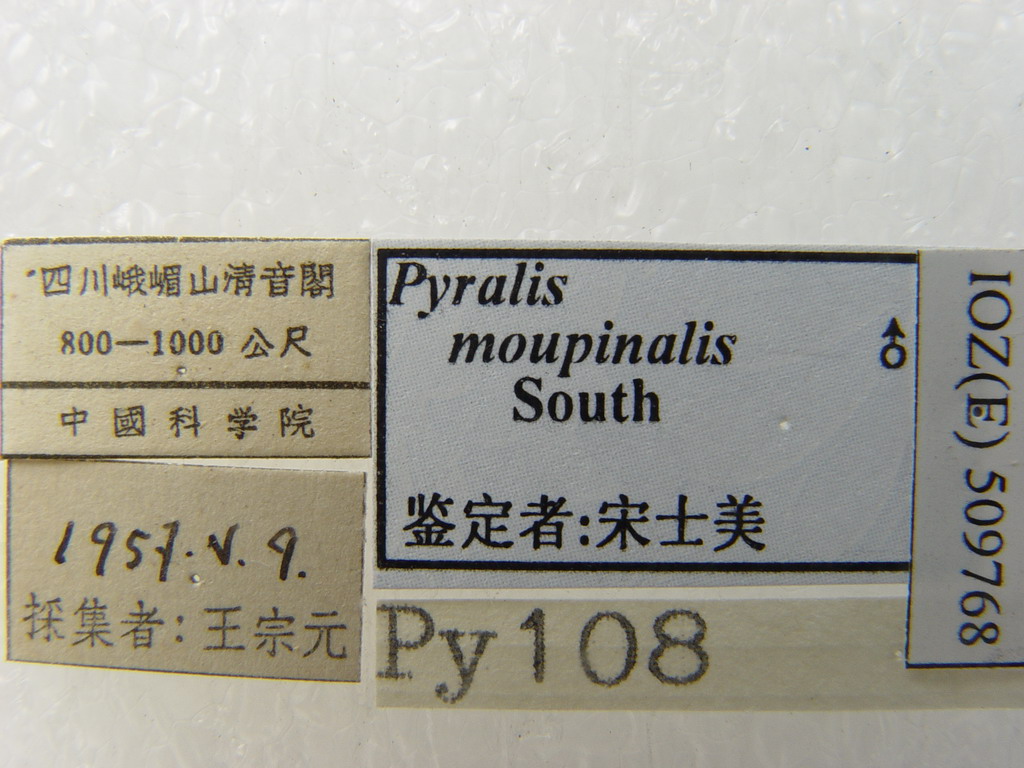 四川峨嵋山淸音閣
800—1000 公尺
中國科学院
1957.V.9.
採集者:王宗元
Pyralis
moupinalis
South
♂
鉴定者:宋士美
Py108
IOZ(E) 509768